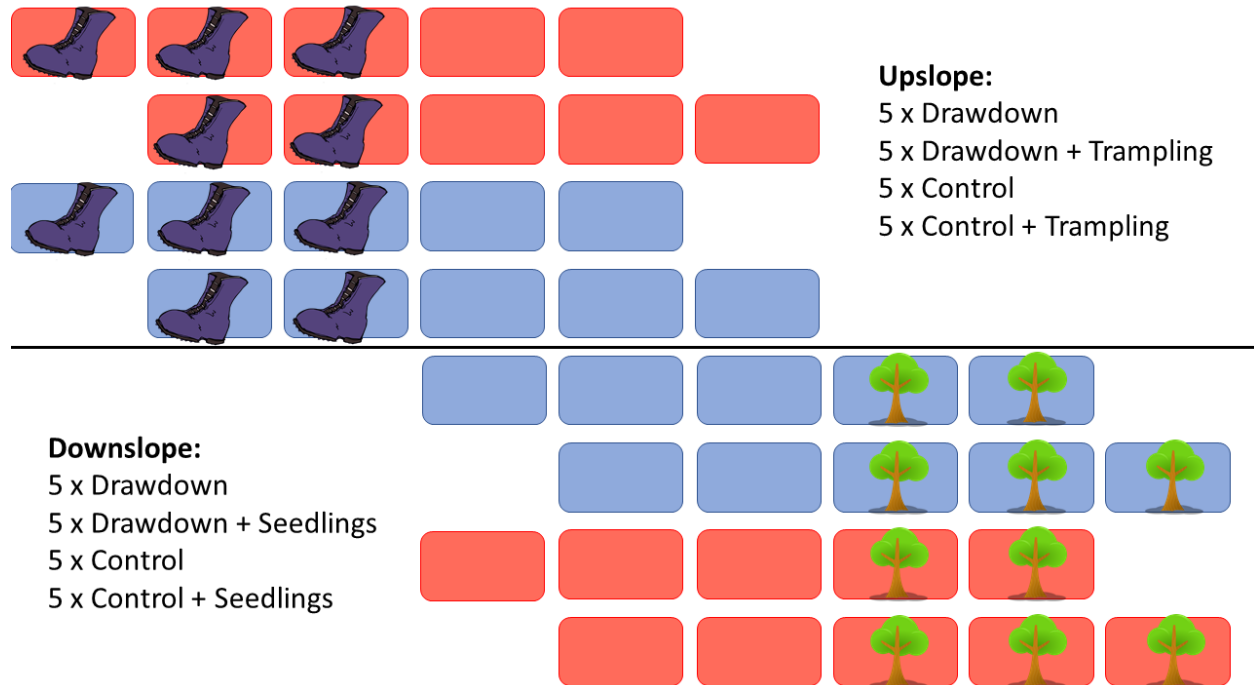 Upslope:
5 x Drawdown
5 x Drawdown + Trampling
5 x Control
5 x Control + Trampling
Downslope:
5 x Drawdown
5 x Drawdown + Seedlings
5 x Control
5 x Control + Seedlings